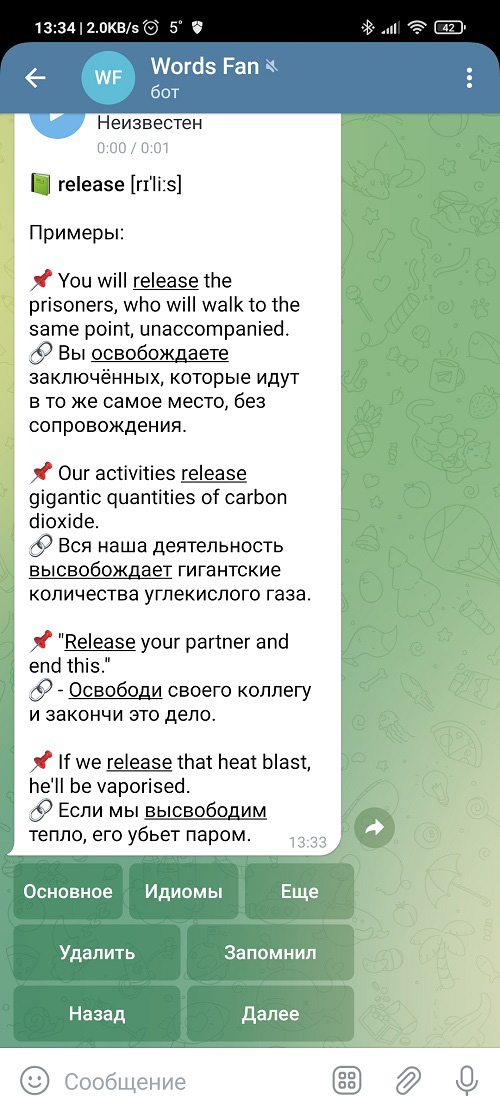 13:34 | 2.0KB/s 5° 42
WF Words Fan
бот
Неизвестен
0:00 / 0:01
release [rɪ'li:s]
Примеры:
You will release the
prisoners, who will walk to the
same point, unaccompanied.
Вы освобождаете
заключённых, которые идут
в то же самое место, без
сопровождения.
Our activities release
gigantic quantities of carbon
dioxide.
Вся наша деятельность
высвобождает гигантские
количества углекислого газа.
"Release your partner and
end this."
- Освободи своего коллегу
и закончи это дело.
If we release that heat blast,
he'll be vaporised.
Если мы высвободим
тепло, его убьет паром.
13:33
Основное Идиомы Еще
Удалить Запомнил
Назад Далее
Сообщение